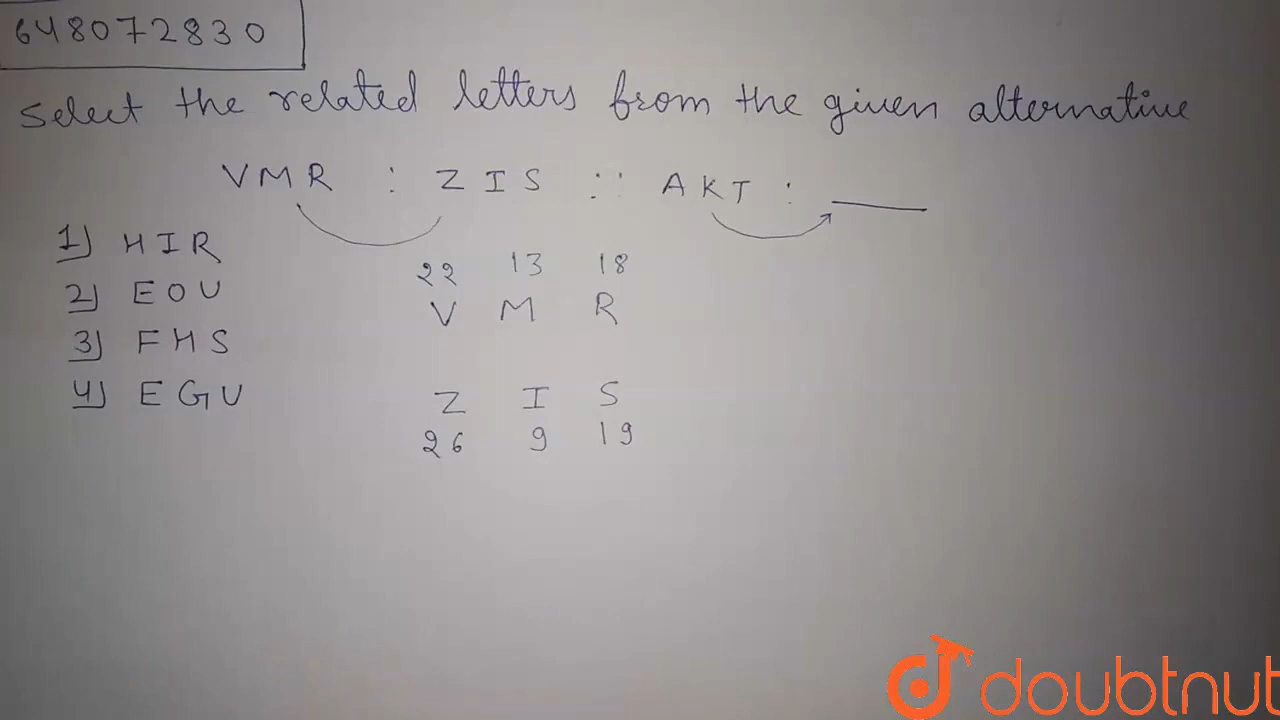 648072830
Select the related letters from the given alternative
VMR : ZIS :: AKT : ____
1) HIR
2) EOU
3) FHS
4) EGU
22 13 18
V M R
Z I S
26 9 19
doubtnut